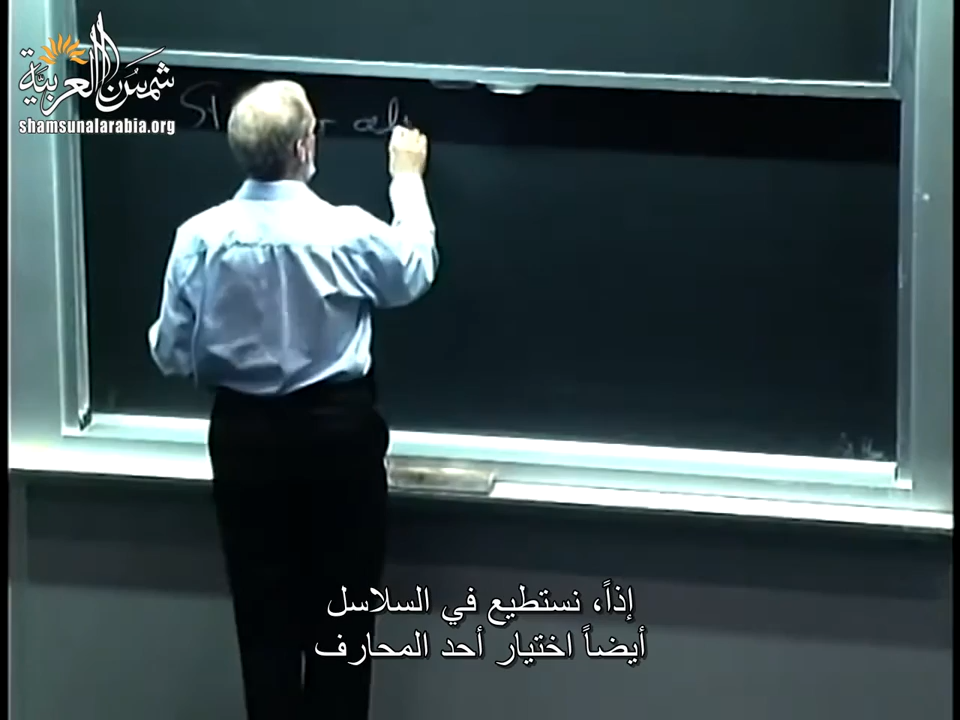 شمسُ العربية
shamsunalarabia.org
إذاً، نستطيع في السلاسل
أيضاً اختيار أحد المحارف